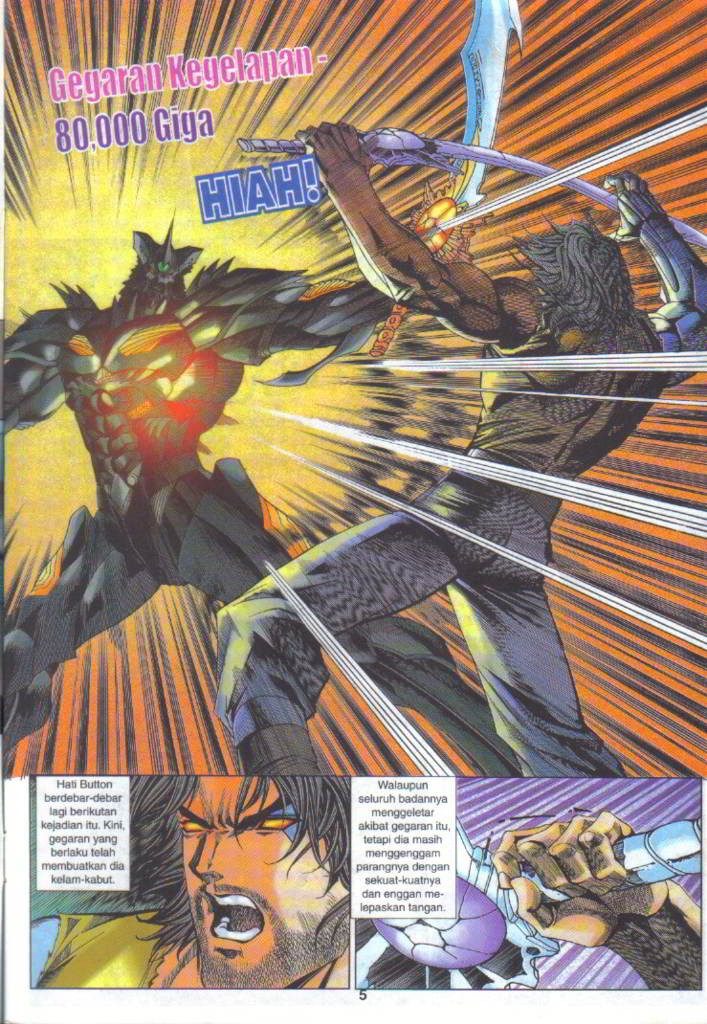 Gegaran Kegelapan -
80,000 Giga
HIAH!
Hati Button
berdebar-debar
lagi berikutan
kejadian itu. Kini,
gegaran yang
berlaku telah
membuatkan dia
kelam-kabut.
Walaupun
seluruh badannya
menggeletar
akibat gegaran itu,
tetapi dia masih
menggenggam
parangnya dengan
sekuat-kuatnya
dan enggan me-
lepaskan tangan.
5